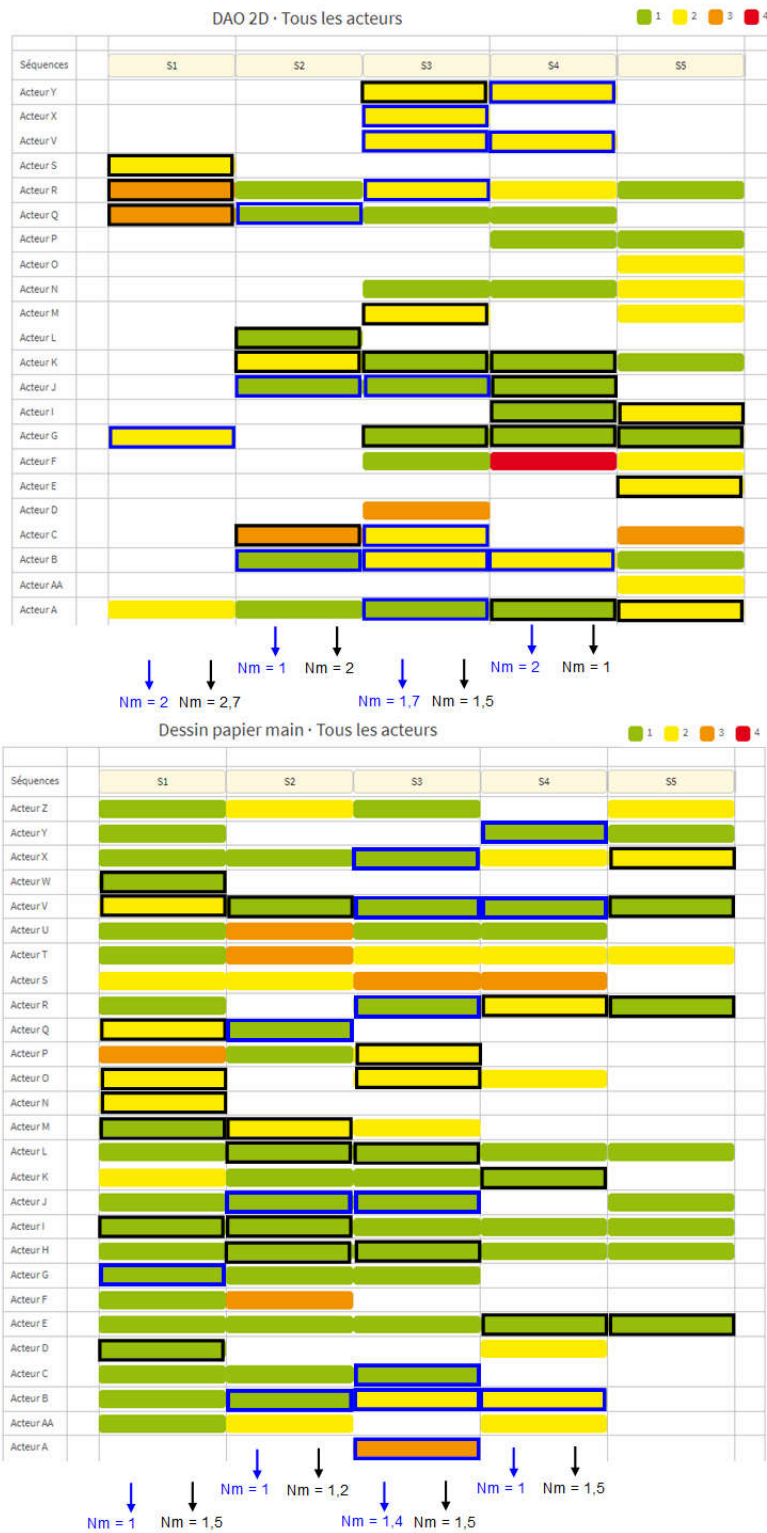 DAO 2D · Tous les acteurs
1 2 3 4
Séquences S1 S2 S3 S4 S5
Acteur Y
Acteur X
Acteur V
Acteur S
Acteur R
Acteur Q
Acteur P
Acteur O
Acteur N
Acteur M
Acteur L
Acteur K
Acteur J
Acteur I
Acteur G
Acteur F
Acteur E
Acteur D
Acteur C
Acteur B
Acteur AA
Acteur A
Nm = 1 Nm = 2 Nm = 2 Nm = 1
Nm = 2 Nm = 2,7 Nm = 1,7 Nm = 1,5
Dessin papier main · Tous les acteurs
1 2 3 4
Séquences S1 S2 S3 S4 S5
Acteur Z
Acteur Y
Acteur X
Acteur W
Acteur V
Acteur U
Acteur T
Acteur S
Acteur R
Acteur Q
Acteur P
Acteur O
Acteur N
Acteur M
Acteur L
Acteur K
Acteur J
Acteur I
Acteur H
Acteur G
Acteur F
Acteur E
Acteur D
Acteur C
Acteur B
Acteur AA
Acteur A
Nm = 1 Nm = 1,2 Nm = 1 Nm = 1,5
Nm = 1 Nm = 1,5 Nm = 1,4 Nm = 1,5